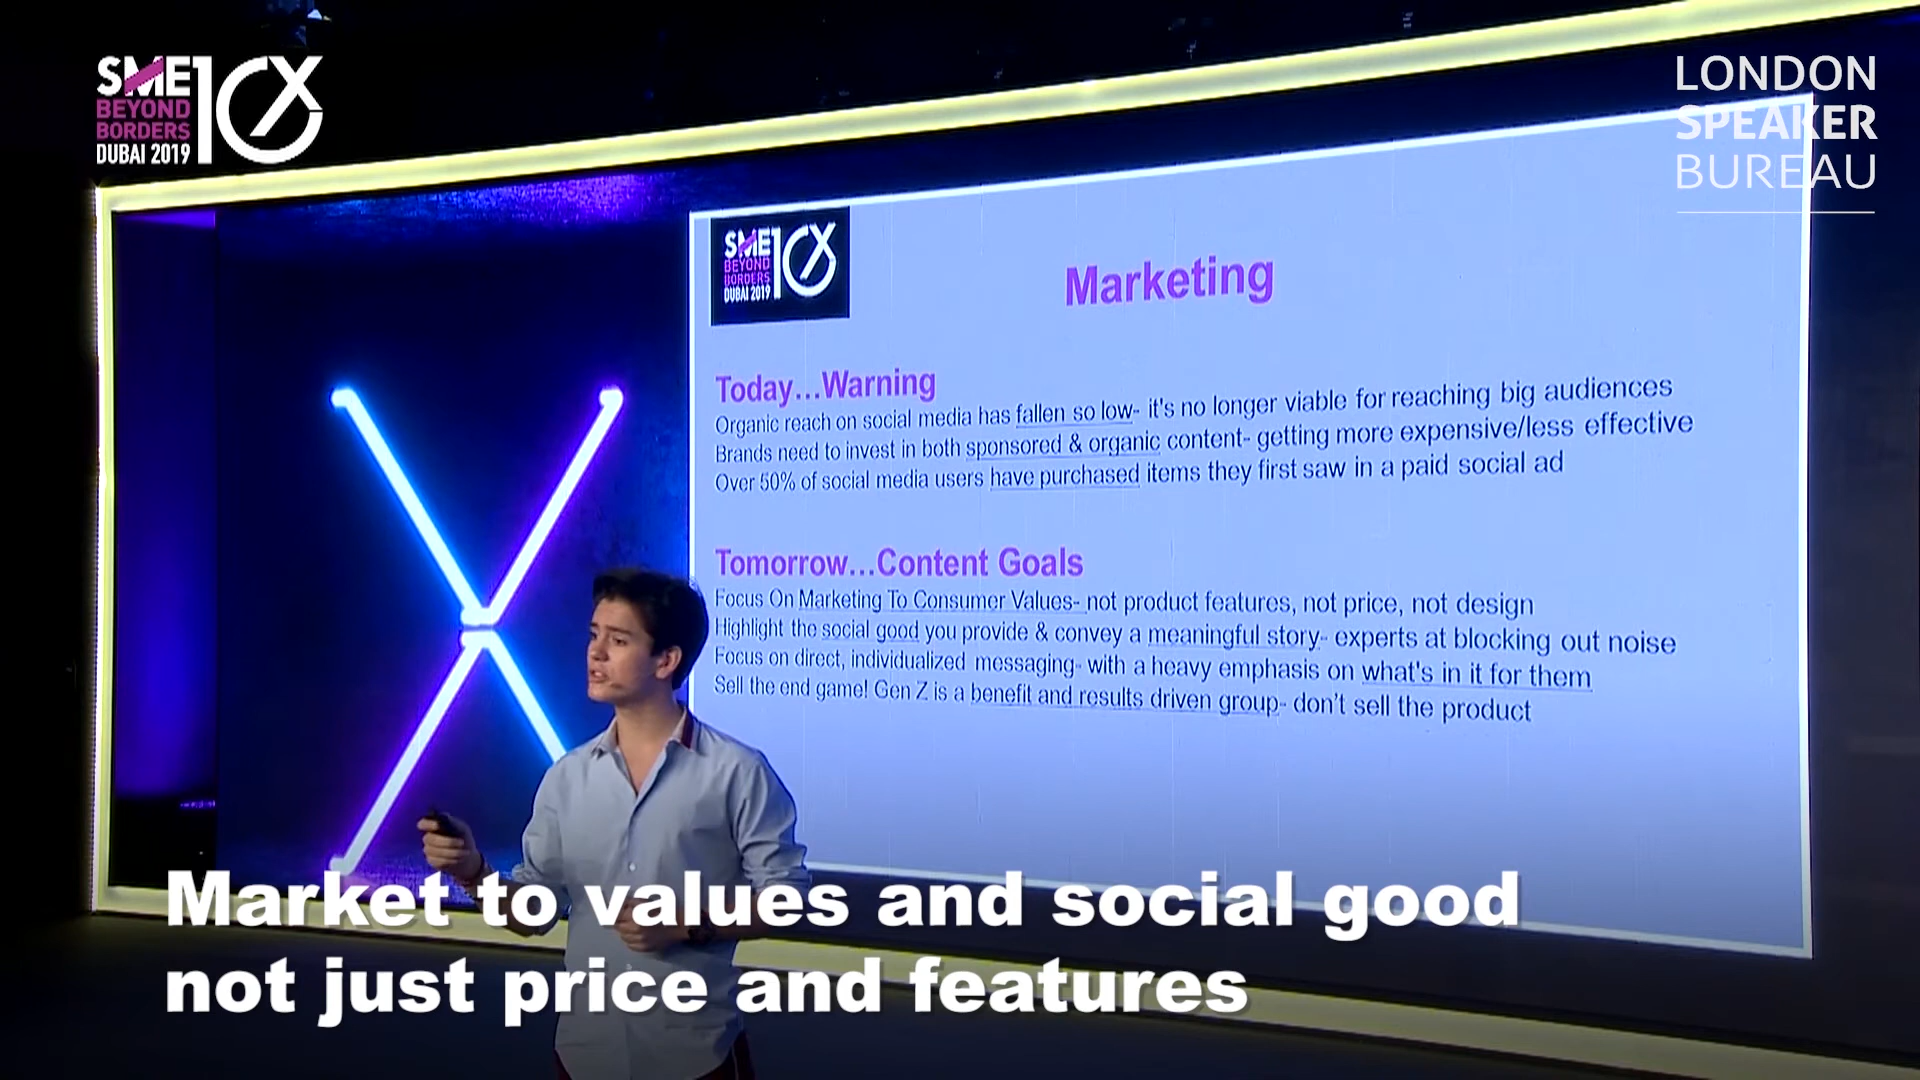 SME 10X
BEYOND
BORDERS
DUBAI 2019
LONDON
SPEAKER
BUREAU
SME 10X
BEYOND
BORDERS
DUBAI 2019
Marketing
Today...Warning
Organic reach on social media has fallen so low- it's no longer viable for reaching big audiences
Brands need to invest in both sponsored & organic content- getting more expensive/less effective
Over 50% of social media users have purchased items they first saw in a paid social ad
Tomorrow...Content Goals
Focus On Marketing To Consumer Values- not product features, not price, not design
Highlight the social good you provide & convey a meaningful story- experts at blocking out noise
Focus on direct, individualized messaging- with a heavy emphasis on what's in it for them
Sell the end game! Gen Z is a benefit and results driven group- don't sell the product
Market to values and social good
not just price and features